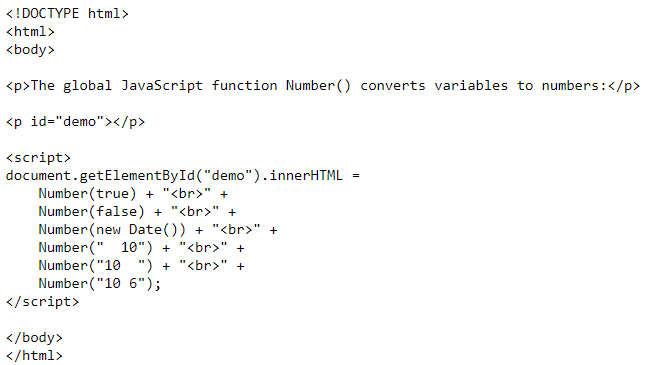 <!DOCTYPE html>
<html>
<body>
<p>The global JavaScript function Number() converts variables to numbers:</p>
<p id="demo"></p>
<script>
document.getElementById("demo").innerHTML =
    Number(true) + "<br>" +
    Number(false) + "<br>" +
    Number(new Date()) + "<br>" +
    Number("  10") + "<br>" +
    Number("10  ") + "<br>" +
    Number("10 6");
</script>
</body>
</html>